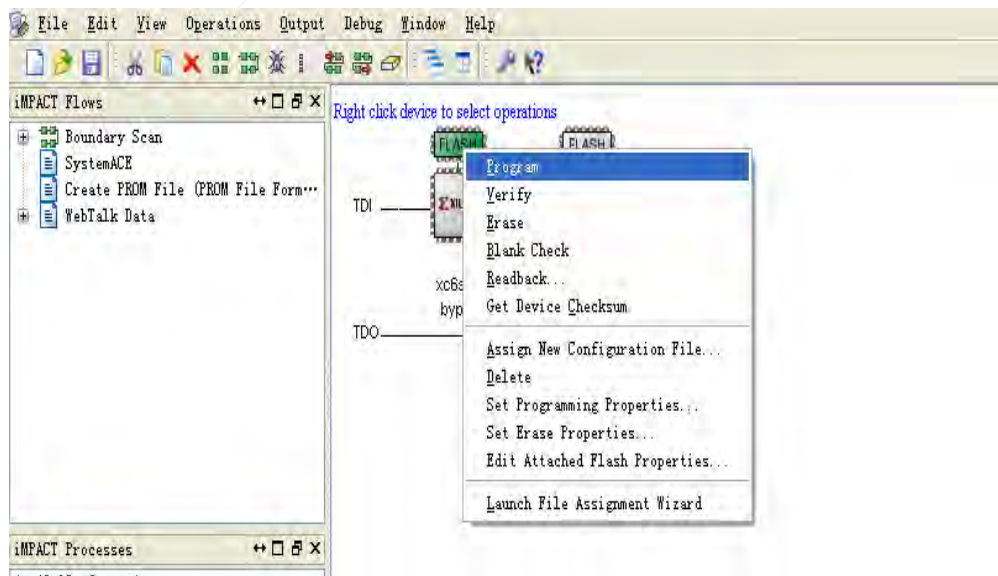 File Edit View Operations Output Debug Window Help
iMPACT Flows
Boundary Scan
SystemACE
Create PROM File (PROM File Form…
WebTalk Data
Right click device to select operations
FLASH
FLASH
TDI
TDO
Program
Verify
Erase
Blank Check
Readback...
Get Device Checksum
Assign New Configuration File...
Delete
Set Programming Properties...
Set Erase Properties...
Edit Attached Flash Properties...
Launch File Assignment Wizard
iMPACT Processes